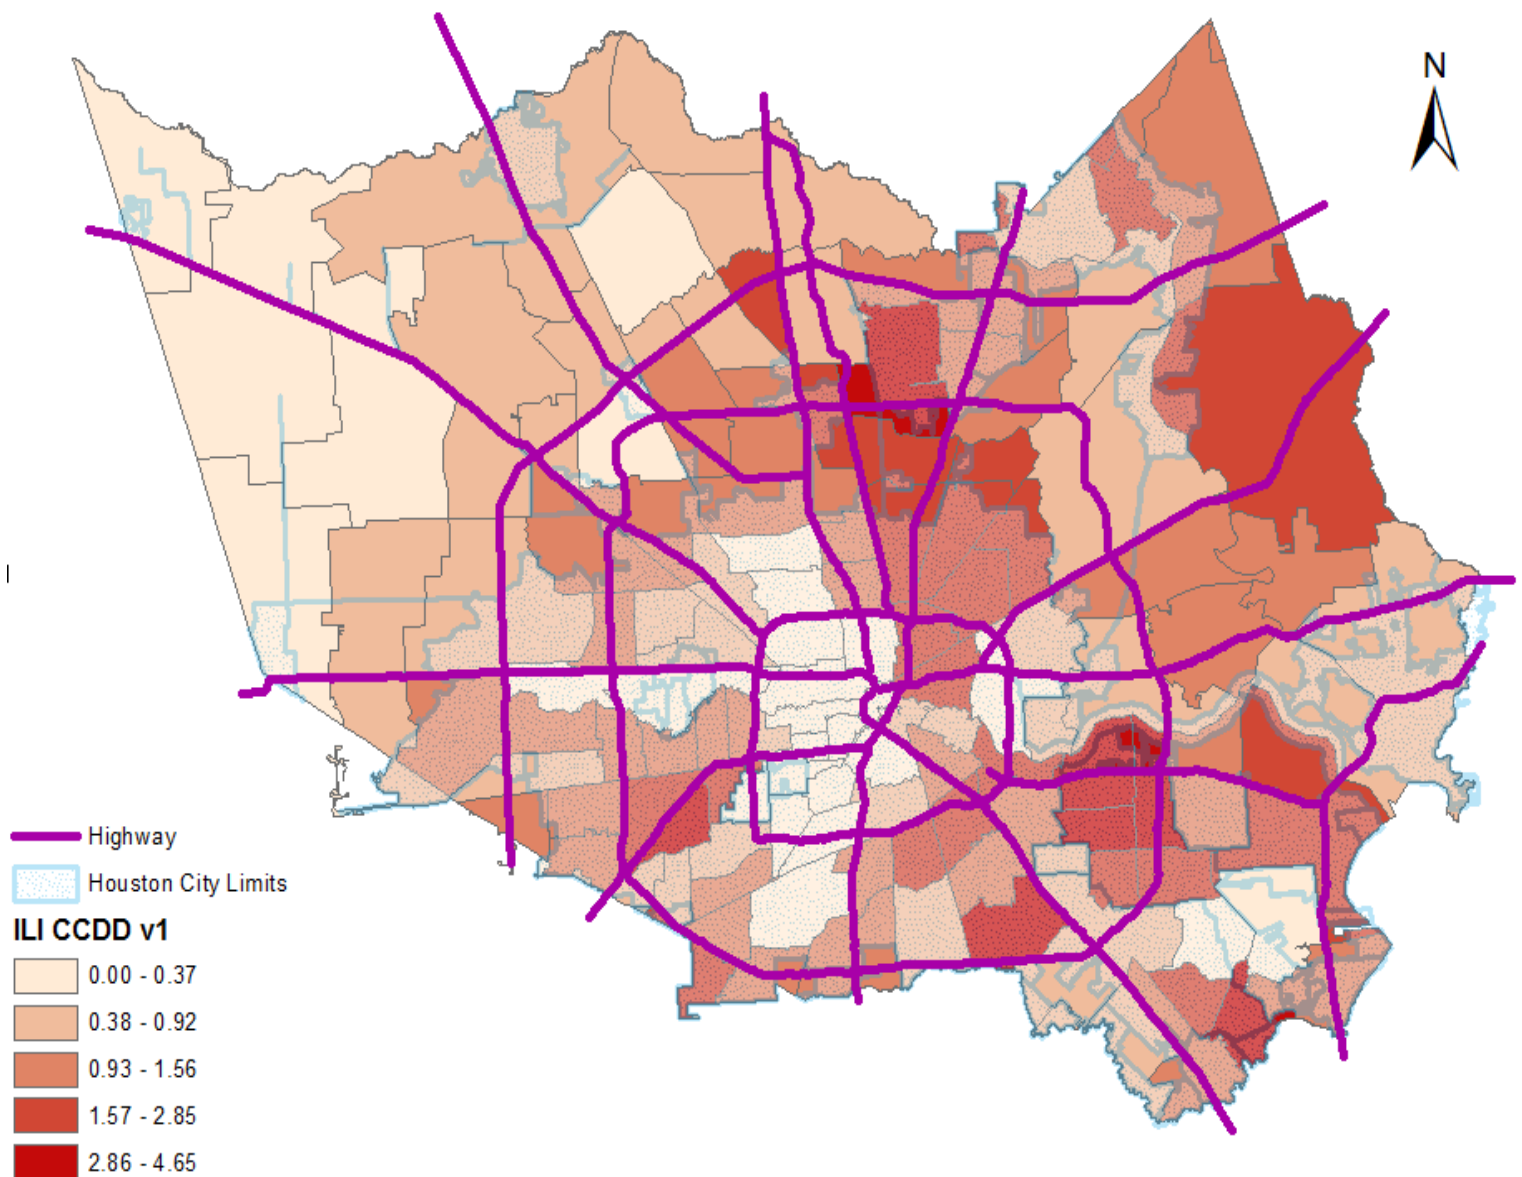 N
Highway
Houston City Limits
ILI CCDD v1
0.00 - 0.37
0.38 - 0.92
0.93 - 1.56
1.57 - 2.85
2.86 - 4.65